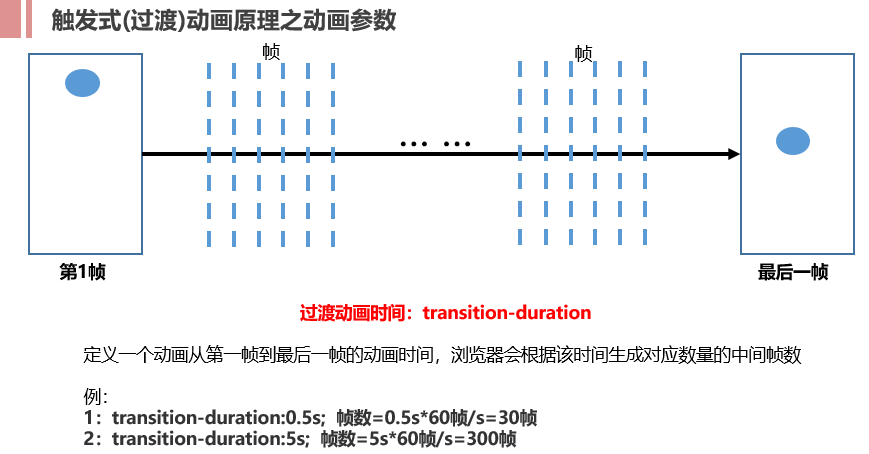 触发式(过渡)动画原理之动画参数
帧
帧
... ...
第1帧
最后一帧
过渡动画时间：transition-duration
定义一个动画从第一帧到最后一帧的动画时间，浏览器会根据该时间生成对应数量的中间帧数
例：
1：transition-duration:0.5s;  帧数=0.5s*60帧/s=30帧
2：transition-duration:5s;  帧数=5s*60帧/s=300帧